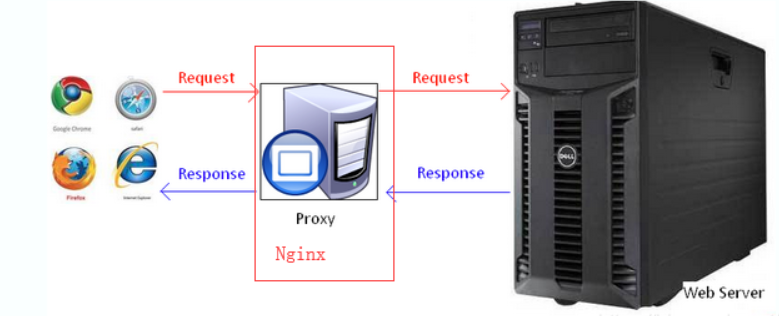 Request
Request
Google Chrome
safari
Response
Response
Firefox
Internet Explorer
Proxy
Nginx
DELL
Web Server